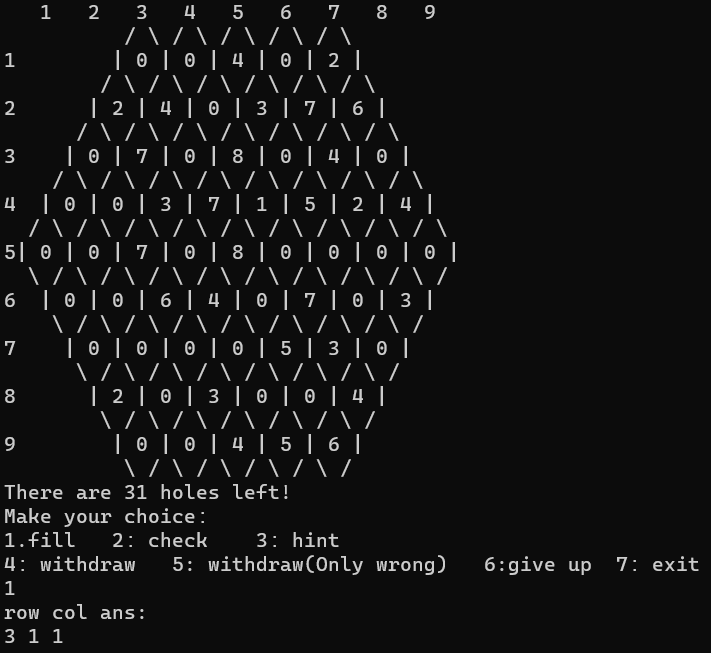 1   2   3   4   5   6   7   8   9
          / \ / \ / \ / \ / \
1        | 0 | 0 | 4 | 0 | 2 |
        / \ / \ / \ / \ / \ / \
2      | 2 | 4 | 0 | 3 | 7 | 6 |
      / \ / \ / \ / \ / \ / \ / \
3    | 0 | 7 | 0 | 8 | 0 | 4 | 0 |
    / \ / \ / \ / \ / \ / \ / \ / \
4  | 0 | 0 | 3 | 7 | 1 | 5 | 2 | 4 |
  / \ / \ / \ / \ / \ / \ / \ / \ / \
5| 0 | 0 | 7 | 0 | 8 | 0 | 0 | 0 | 0 |
  \ / \ / \ / \ / \ / \ / \ / \ / \ /
6  | 0 | 0 | 6 | 4 | 0 | 7 | 0 | 3 |
    \ / \ / \ / \ / \ / \ / \ / \ /
7    | 0 | 0 | 0 | 0 | 5 | 3 | 0 |
      \ / \ / \ / \ / \ / \ / \ /
8      | 2 | 0 | 3 | 0 | 0 | 4 |
        \ / \ / \ / \ / \ / \ /
9        | 0 | 0 | 4 | 5 | 6 |
          \ / \ / \ / \ / \ /
There are 31 holes left!
Make your choice:
1.fill   2: check    3: hint
4: withdraw   5: withdraw(Only wrong)   6:give up  7: exit
1
row col ans:
3 1 1